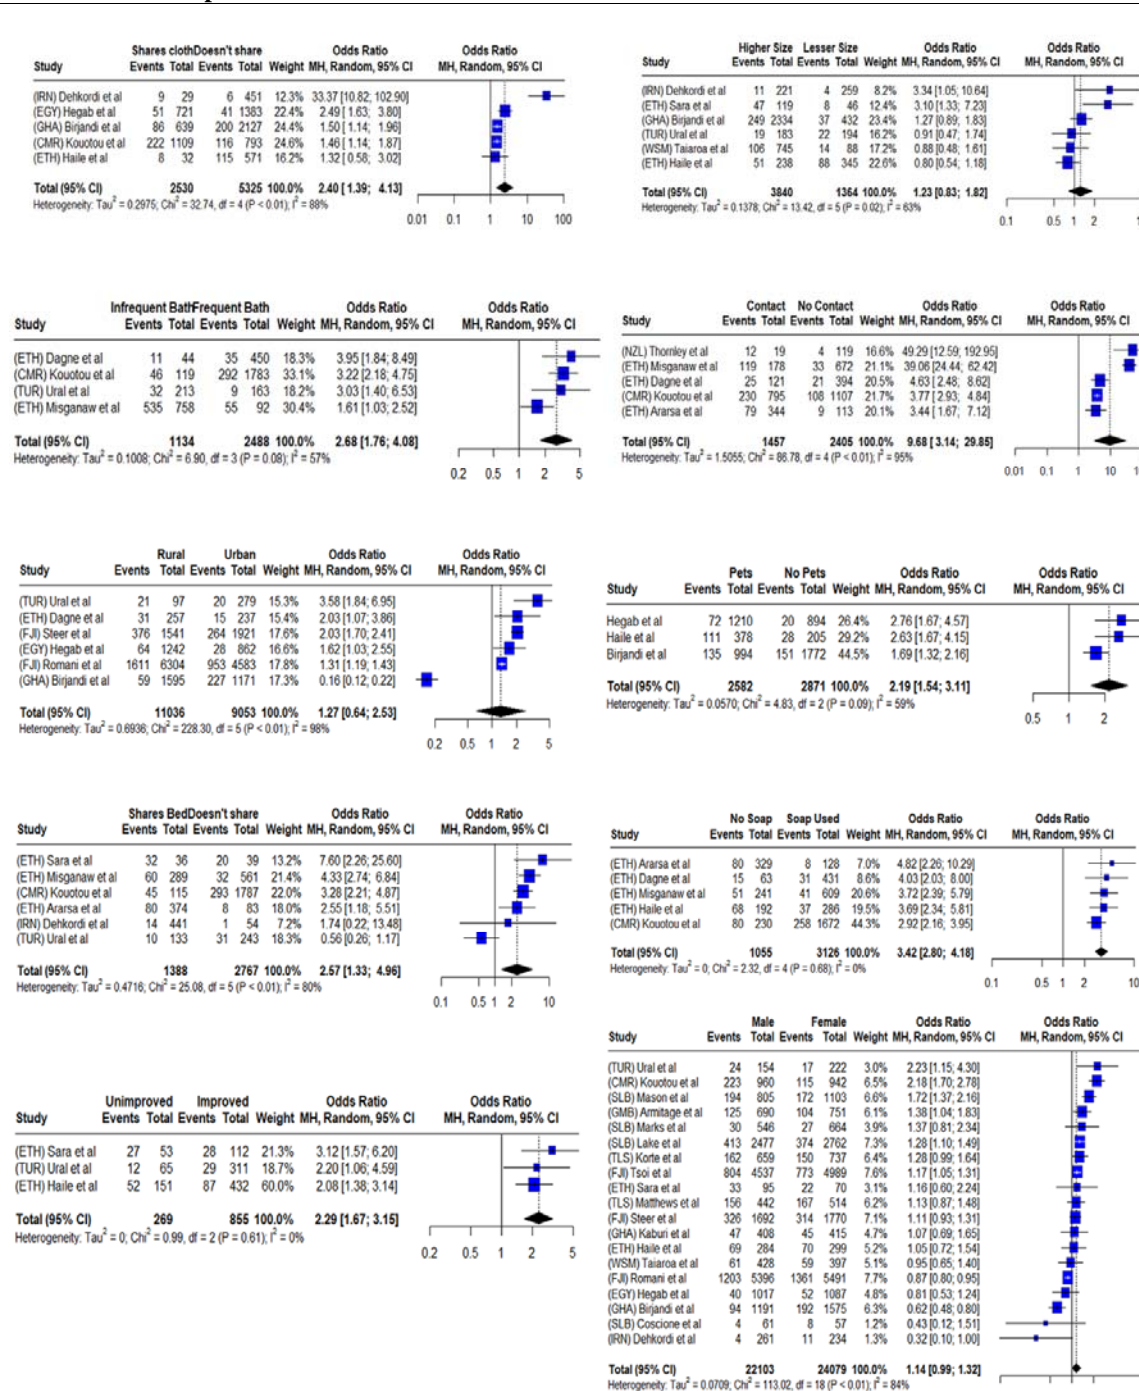 Shares cloth Doesn't share Odds Ratio Odds Ratio
Study Events Total Events Total Weight MH, Random, 95% CI MH, Random, 95% CI
(IRN) Dehkordi et al 9 29 6 451 12.3% 33.37 [10.82; 102.90]
(EGY) Hegab et al 51 721 41 1383 22.4% 2.49 [ 1.63; 3.80]
(GHA) Birjandi et al 86 639 200 2127 24.4% 1.50 [ 1.14; 1.96]
(CMR) Kouotou et al 222 1109 116 793 24.6% 1.46 [ 1.14; 1.87]
(ETH) Haile et al 8 32 115 571 16.2% 1.32 [ 0.58; 3.02]
Total (95% CI) 2530 5325 100.0% 2.40 [ 1.39; 4.13]
Heterogeneity: Tau² = 0.2975; Chi² = 32.74, df = 4 (P < 0.01); I² = 88%
0.01 0.1 1 10 100
Higher Size Lesser Size Odds Ratio Odds Ratio
Study Events Total Events Total Weight MH, Random, 95% CI MH, Random, 95% CI
(IRN) Dehkordi et al 11 221 4 259 8.2% 3.34 [1.05; 10.64]
(ETH) Sara et al 47 119 8 46 12.4% 3.10 [1.33; 7.23]
(GHA) Birjandi et al 249 2334 37 432 23.4% 1.27 [0.89; 1.83]
(TUR) Ural et al 19 183 22 194 17.6% 0.91 [0.47; 1.74]
(WSM) Taiaroa et al 106 745 14 88 17.9% 0.88 [0.48; 1.61]
(ETH) Haile et al 51 238 88 345 22.6% 0.80 [0.54; 1.18]
Total (95% CI) 3840 1364 100.0% 1.23 [0.83; 1.82]
Heterogeneity: Tau² = 0.1378; Chi² = 13.42, df = 5 (P = 0.02); I² = 63%
0.1 0.5 1 2
Infrequent Bath Frequent Bath Odds Ratio Odds Ratio
Study Events Total Events Total Weight MH, Random, 95% CI MH, Random, 95% CI
(ETH) Dagne et al 11 44 35 450 18.3% 3.95 [1.84; 8.49]
(CMR) Kouotou et al 46 119 292 1783 33.1% 3.22 [2.18; 4.75]
(TUR) Ural et al 32 213 9 163 18.2% 3.03 [1.40; 6.53]
(ETH) Misganaw et al 535 758 55 92 30.4% 1.61 [1.03; 2.52]
Total (95% CI) 1134 2488 100.0% 2.68 [1.76; 4.08]
Heterogeneity: Tau² = 0.1008; Chi² = 6.90, df = 3 (P = 0.08); I² = 57%
0.2 0.5 1 2 5
Contact No Contact Odds Ratio Odds Ratio
Study Events Total Events Total Weight MH, Random, 95% CI MH, Random, 95% CI
(NZL) Thornley et al 12 19 4 119 16.6% 49.29 [12.59; 192.95]
(ETH) Misganaw et al 119 178 33 672 21.1% 39.06 [24.44; 62.42]
(ETH) Dagne et al 25 121 21 394 20.5% 4.63 [ 2.48; 8.62]
(CMR) Kouotou et al 230 795 108 1107 21.7% 3.77 [ 2.93; 4.84]
(ETH) Ararsa et al 79 344 9 113 20.1% 3.44 [ 1.67; 7.12]
Total (95% CI) 1457 2405 100.0% 9.68 [ 3.14; 29.85]
Heterogeneity: Tau² = 1.5055; Chi² = 86.78, df = 4 (P < 0.01); I² = 95%
0.01 0.1 1 10
Rural Urban Odds Ratio Odds Ratio
Study Events Total Events Total Weight MH, Random, 95% CI MH, Random, 95% CI
(TUR) Ural et al 21 97 20 279 15.3% 3.58 [1.84; 6.95]
(ETH) Dagne et al 31 257 15 237 15.4% 2.03 [1.07; 3.86]
(FJI) Steer et al 376 1541 264 1921 17.6% 2.03 [1.70; 2.41]
(EGY) Hegab et al 64 1242 28 862 16.6% 1.62 [1.03; 2.55]
(FJI) Romani et al 1611 6304 953 4583 17.8% 1.31 [1.19; 1.43]
(GHA) Birjandi et al 59 1595 227 1171 17.3% 0.16 [0.12; 0.22]
Total (95% CI) 11036 9053 100.0% 1.27 [0.64; 2.53]
Heterogeneity: Tau² = 0.6936; Chi² = 228.30, df = 5 (P < 0.01); I² = 98%
0.2 0.5 1 2 5
Pets No Pets Odds Ratio Odds Ratio
Study Events Total Events Total Weight MH, Random, 95% CI MH, Random, 95% CI
Hegab et al 72 1210 20 894 26.4% 2.76 [1.67; 4.57]
Haile et al 111 378 28 205 29.2% 2.63 [1.67; 4.15]
Birjandi et al 135 994 151 1772 44.5% 1.69 [1.32; 2.16]
Total (95% CI) 2582 2871 100.0% 2.19 [1.54; 3.11]
Heterogeneity: Tau² = 0.0570; Chi² = 4.83, df = 2 (P = 0.09); I² = 59%
0.5 1 2
Shares Bed Doesn't share Odds Ratio Odds Ratio
Study Events Total Events Total Weight MH, Random, 95% CI MH, Random, 95% CI
(ETH) Sara et al 32 36 20 39 13.2% 7.60 [2.26; 25.60]
(ETH) Misganaw et al 60 289 32 561 21.4% 4.33 [2.74; 6.84]
(CMR) Kouotou et al 45 115 293 1787 22.0% 3.28 [2.21; 4.87]
(ETH) Ararsa et al 80 374 8 83 18.0% 2.55 [1.18; 5.51]
(IRN) Dehkordi et al 14 441 1 54 7.2% 1.74 [0.22; 13.48]
(TUR) Ural et al 10 133 31 243 18.3% 0.56 [0.26; 1.17]
Total (95% CI) 1388 2767 100.0% 2.57 [1.33; 4.96]
Heterogeneity: Tau² = 0.4716; Chi² = 25.08, df = 5 (P < 0.01); I² = 80%
0.1 0.5 1 2 10
No Soap Soap Used Odds Ratio Odds Ratio
Study Events Total Events Total Weight MH, Random, 95% CI MH, Random, 95% CI
(ETH) Ararsa et al 80 329 8 128 7.0% 4.82 [2.26; 10.29]
(ETH) Dagne et al 15 63 31 431 8.6% 4.03 [2.03; 8.00]
(ETH) Misganaw et al 51 241 41 609 20.5% 3.72 [2.39; 5.79]
(ETH) Haile et al 68 192 37 286 19.5% 3.69 [2.34; 5.81]
(CMR) Kouotou et al 80 230 258 1672 44.3% 2.92 [2.16; 3.95]
Total (95% CI) 1055 3126 100.0% 3.42 [2.80; 4.18]
Heterogeneity: Tau² = 0; Chi² = 2.32, df = 4 (P = 0.68); I² = 0%
0.1 0.5 1 2 10
Unimproved Improved Odds Ratio Odds Ratio
Study Events Total Events Total Weight MH, Random, 95% CI MH, Random, 95% CI
(ETH) Sara et al 27 53 28 112 21.3% 3.12 [1.57; 6.20]
(TUR) Ural et al 12 65 29 311 18.7% 2.20 [1.06; 4.59]
(ETH) Haile et al 52 151 87 432 60.0% 2.08 [1.38; 3.14]
Total (95% CI) 269 855 100.0% 2.29 [1.67; 3.15]
Heterogeneity: Tau² = 0; Chi² = 0.99, df = 2 (P = 0.61); I² = 0%
0.2 0.5 1 2 5
Male Female Odds Ratio Odds Ratio
Study Events Total Events Total Weight MH, Random, 95% CI MH, Random, 95% CI
(TUR) Ural et al 24 154 17 222 3.0% 2.23 [1.15; 4.30]
(CMR) Kouotou et al 223 960 115 942 6.5% 2.18 [1.70; 2.78]
(SLB) Mason et al 194 805 172 1103 6.6% 1.72 [1.37; 2.16]
(GMB) Armitage et al 125 690 104 751 6.1% 1.38 [1.04; 1.83]
(SLB) Marks et al 30 546 27 664 3.7% 1.37 [0.81; 2.34]
(SLB) Lake et al 413 2477 374 2762 7.3% 1.28 [1.10; 1.49]
(TLS) Korte et al 162 659 150 737 6.4% 1.28 [0.99; 1.64]
(FJI) Tsoi et al 804 4537 773 4989 7.6% 1.17 [1.05; 1.31]
(ETH) Sara et al 33 95 22 70 3.1% 1.16 [0.60; 2.24]
(TLS) Matthews et al 156 442 167 514 6.2% 1.13 [0.87; 1.48]
(FJI) Steer et al 326 1692 314 1770 7.1% 1.11 [0.93; 1.31]
(GHA) Kaburi et al 47 408 45 415 4.6% 1.07 [0.69; 1.65]
(ETH) Haile et al 69 284 70 299 5.2% 1.05 [0.72; 1.54]
(WSM) Taiaroa et al 61 428 59 397 5.1% 0.95 [0.65; 1.40]
(FJI) Romani et al 1203 5396 1361 5491 7.7% 0.87 [0.80; 0.95]
(EGY) Hegab et al 40 1017 52 1087 4.8% 0.81 [0.53; 1.24]
(GHA) Birjandi et al 94 1191 192 1575 6.3% 0.62 [0.48; 0.80]
(SLB) Coscione et al 4 61 8 57 1.2% 0.43 [0.12; 1.51]
(IRN) Dehkordi et al 4 261 11 234 1.3% 0.32 [0.10; 1.00]
Total (95% CI) 22103 24079 100.0% 1.14 [0.99; 1.32]
Heterogeneity: Tau² = 0.0709; Chi² = 113.02, df = 18 (P < 0.01); I² = 84%